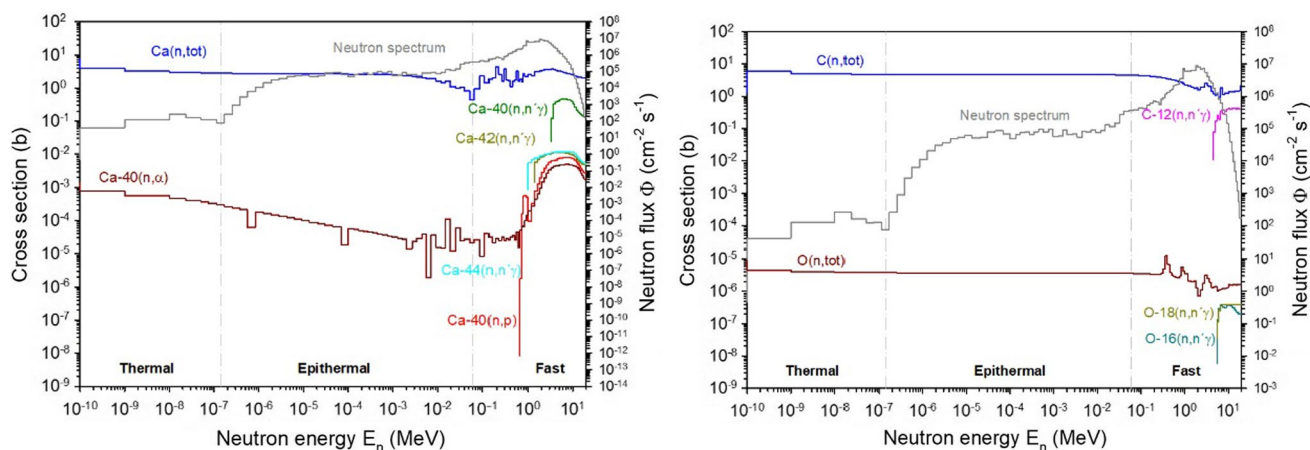 10² 10¹ 10⁰ 10⁻¹ 10⁻² 10⁻³ 10⁻⁴ 10⁻⁵ 10⁻⁶ 10⁻⁷ 10⁻⁸ 10⁻⁹
Cross section (b)
Ca(n,tot)
Neutron spectrum
Ca-40(n,n´γ)
Ca-42(n,n´γ)
Ca-40(n,α)
Ca-44(n,n´γ)
Ca-40(n,p)
Thermal Epithermal Fast
10⁻¹⁰ 10⁻⁹ 10⁻⁸ 10⁻⁷ 10⁻⁶ 10⁻⁵ 10⁻⁴ 10⁻³ 10⁻² 10⁻¹ 10⁰ 10¹
Neutron energy Eₙ (MeV)
10⁸ 10⁷ 10⁶ 10⁵ 10⁴ 10³ 10² 10¹ 10⁰ 10⁻¹ 10⁻² 10⁻³ 10⁻⁴ 10⁻⁵ 10⁻⁶ 10⁻⁷ 10⁻⁸ 10⁻⁹ 10⁻¹⁰ 10⁻¹¹ 10⁻¹² 10⁻¹³ 10⁻¹⁴
Neutron flux Φ (cm⁻² s⁻¹)
10² 10¹ 10⁰ 10⁻¹ 10⁻² 10⁻³ 10⁻⁴ 10⁻⁵ 10⁻⁶ 10⁻⁷ 10⁻⁸ 10⁻⁹
Cross section (b)
C(n,tot)
Neutron spectrum
C-12(n,n´γ)
O(n,tot)
O-18(n,n´γ)
O-16(n,n´γ)
Thermal Epithermal Fast
10⁻¹⁰ 10⁻⁹ 10⁻⁸ 10⁻⁷ 10⁻⁶ 10⁻⁵ 10⁻⁴ 10⁻³ 10⁻² 10⁻¹ 10⁰ 10¹
Neutron energy Eₙ (MeV)
10⁸ 10⁷ 10⁶ 10⁵ 10⁴ 10³ 10² 10¹ 10⁰ 10⁻¹ 10⁻² 10⁻³
Neutron flux Φ (cm⁻² s⁻¹)